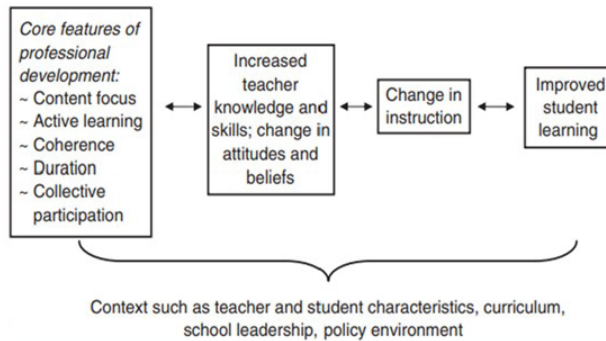 Core features of
professional
development:
~ Content focus
~ Active learning
~ Coherence
~ Duration
~ Collective
participation
Increased
teacher
knowledge and
skills; change in
attitudes and
beliefs
Change in
instruction
Improved
student
learning
Context such as teacher and student characteristics, curriculum,
school leadership, policy environment